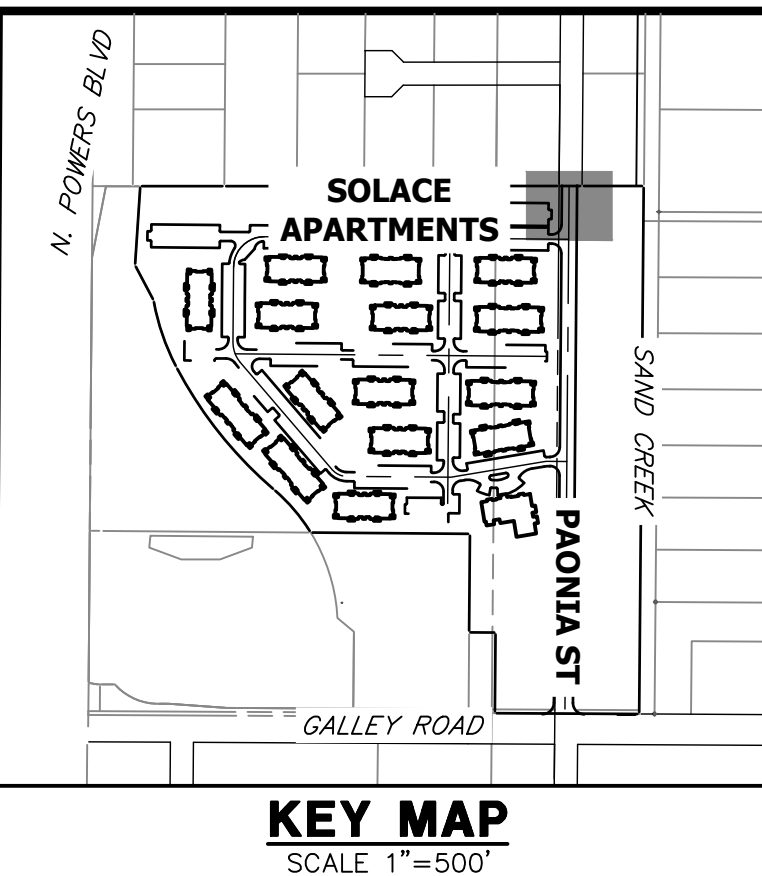 N. POWERS BLVD
SOLACE
APARTMENTS
SAND CREEK
PAONIA ST
GALLEY ROAD
KEY MAP
SCALE 1"=500'